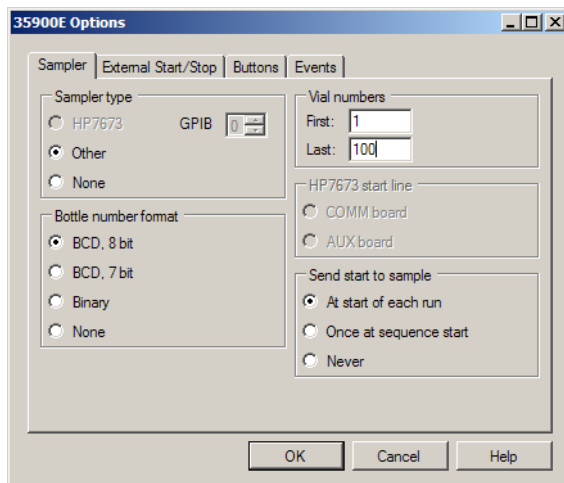 35900E Options
Sampler External Start/Stop Buttons Events
Sampler type
HP7673 GPIB 0
Other
None
Vial numbers
First: 1
Last: 100
HP7673 start line
COMM board
AUX board
Bottle number format
BCD, 8 bit
BCD, 7 bit
Binary
None
Send start to sample
At start of each run
Once at sequence start
Never
OK Cancel Help